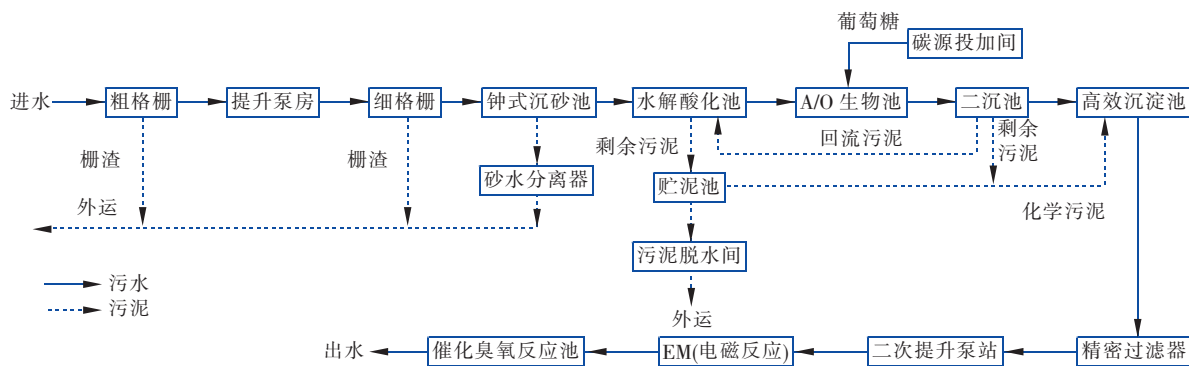 葡萄糖
碳源投加间
进水
粗格栅
提升泵房
细格栅
钟式沉砂池
水解酸化池
A/O 生物池
二沉池
高效沉淀池
栅渣
栅渣
剩余污泥
回流污泥
剩余
污泥
砂水分离器
贮泥池
外运
化学污泥
污泥脱水间
污水
污泥
外运
出水
催化臭氧反应池
EM(电磁反应)
二次提升泵站
精密过滤器